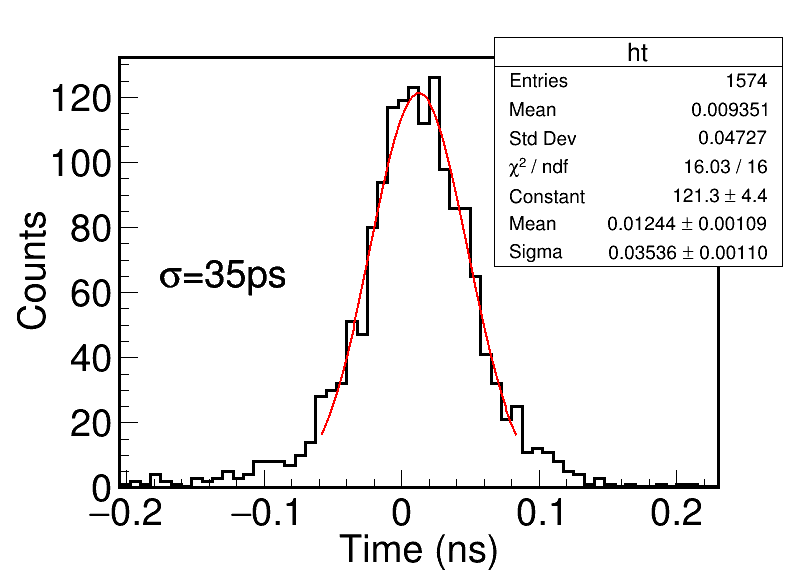 ht
Entries 1574
Mean 0.009351
Std Dev 0.04727
χ² / ndf 16.03 / 16
Constant 121.3 ± 4.4
Mean 0.01244 ± 0.00109
Sigma 0.03536 ± 0.00110
σ=35ps
Counts
120
100
80
60
40
20
0
−0.2 −0.1 0 0.1 0.2
Time (ns)